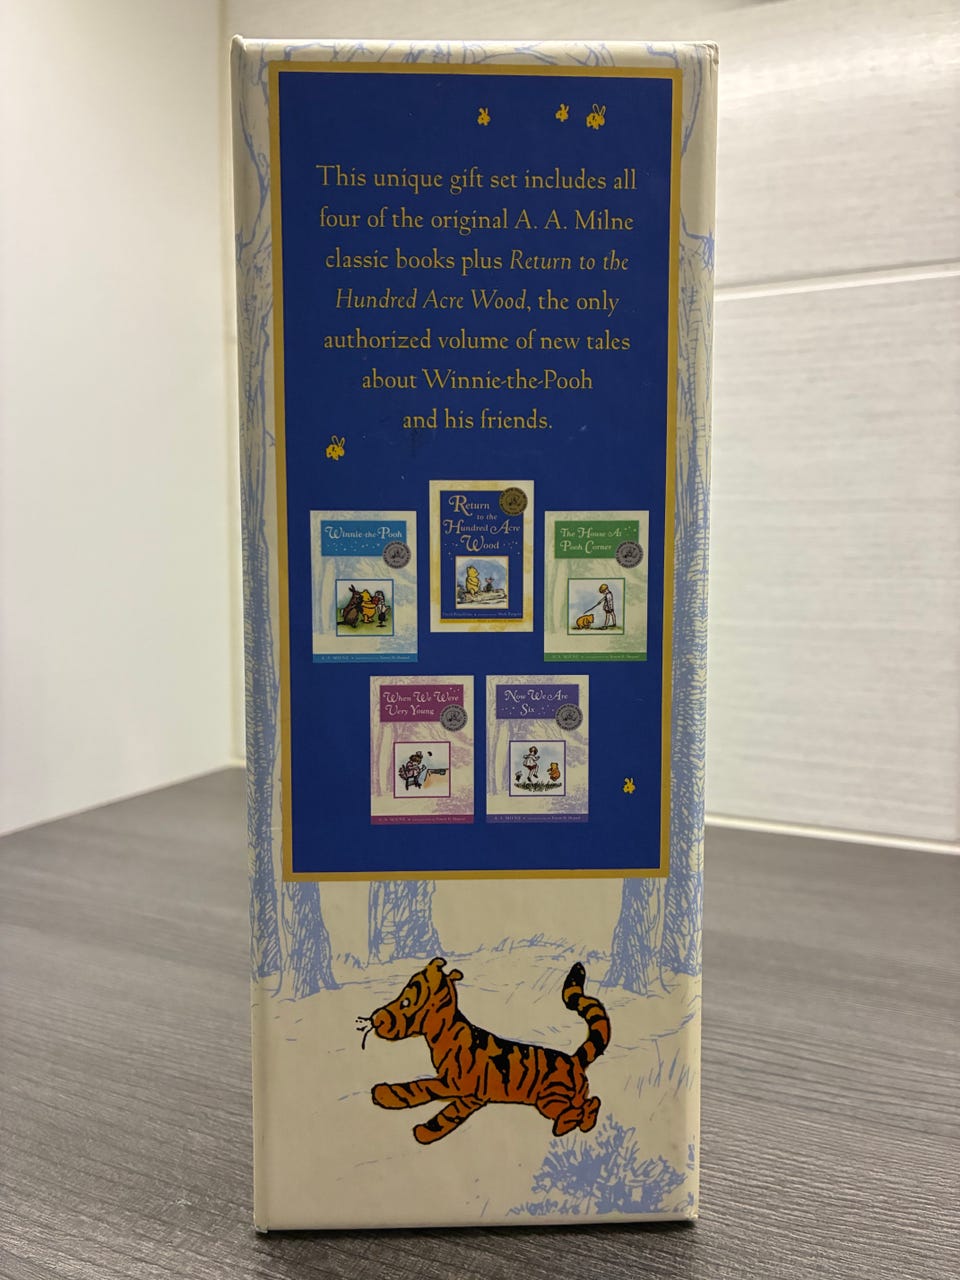 This unique gift set includes all
four of the original A. A. Milne
classic books plus Return to the
Hundred Acre Wood, the only
authorized volume of new tales
about Winnie-the-Pooh
and his friends.
Return
to the
Hundred Acre
Wood
Winnie-the-Pooh
The House At
Pooh Corner
A. A. MILNE
When We Were
Very Young
Now We Are
Six
A. A. MILNE
A. A. MILNE